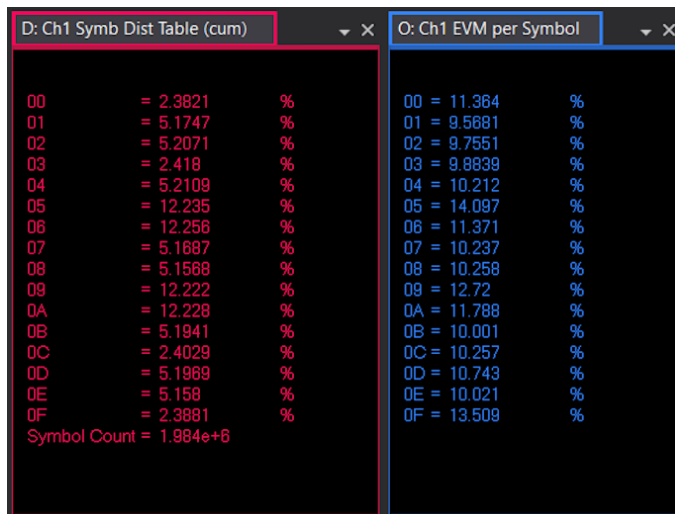 D: Ch1 Symb Dist Table (cum)
00 = 2.3821 %
01 = 5.1747 %
02 = 5.2071 %
03 = 2.418 %
04 = 5.2109 %
05 = 12.235 %
06 = 12.256 %
07 = 5.1687 %
08 = 5.1568 %
09 = 12.222 %
0A = 12.228 %
0B = 5.1941 %
0C = 2.4029 %
0D = 5.1969 %
0E = 5.158 %
0F = 2.3881 %
Symbol Count = 1.984e+6
O: Ch1 EVM per Symbol
00 = 11.364 %
01 = 9.5681 %
02 = 9.7551 %
03 = 9.8839 %
04 = 10.212 %
05 = 14.097 %
06 = 11.371 %
07 = 10.237 %
08 = 10.258 %
09 = 12.72 %
0A = 11.788 %
0B = 10.001 %
0C = 10.257 %
0D = 10.743 %
0E = 10.021 %
0F = 13.509 %